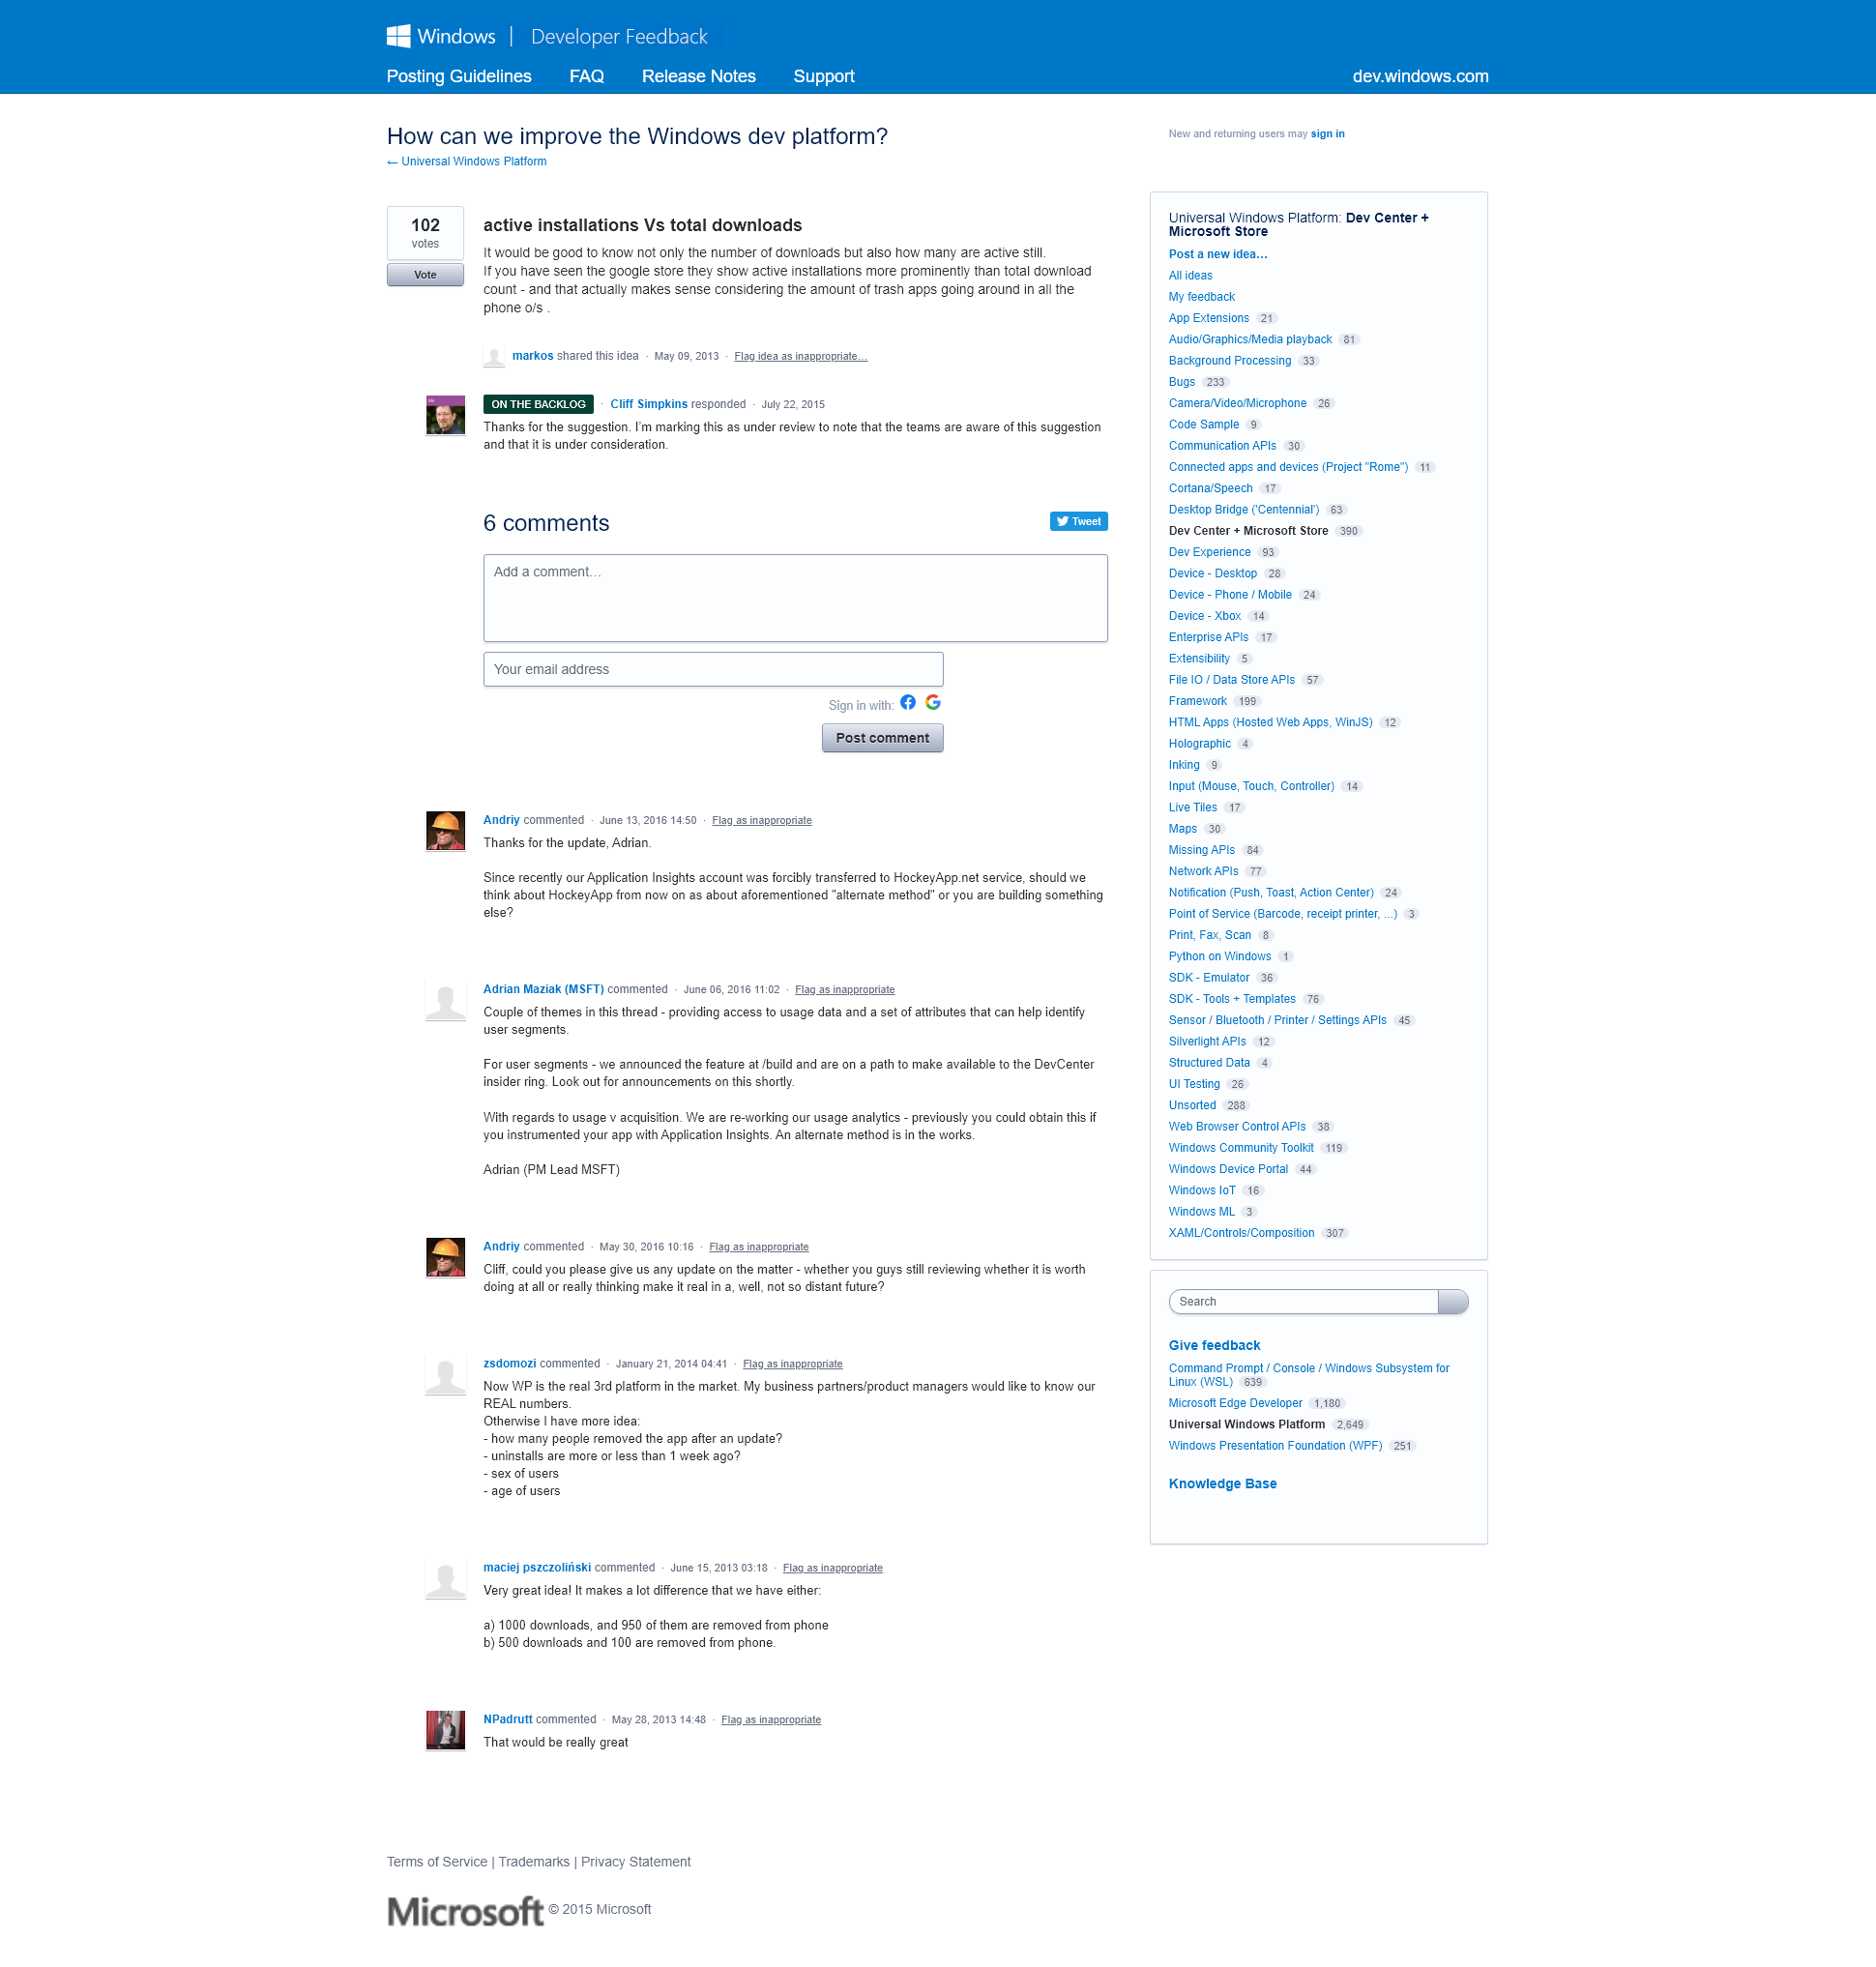 Windows | Developer Feedback
Posting Guidelines FAQ Release Notes Support dev.windows.com
How can we improve the Windows dev platform?
← Universal Windows Platform
New and returning users may sign in
102
votes
Vote
active installations Vs total downloads
It would be good to know not only the number of downloads but also how many are active still.
If you have seen the google store they show active installations more prominently than total download
count - and that actually makes sense considering the amount of trash apps going around in all the
phone o/s .
markos shared this idea · May 09, 2013 · Flag idea as inappropriate…
ON THE BACKLOG · Cliff Simpkins responded · July 22, 2015
Thanks for the suggestion. I'm marking this as under review to note that the teams are aware of this suggestion
and that it is under consideration.
6 comments
Tweet
Add a comment…
Your email address
Sign in with:
Post comment
Andriy commented · June 13, 2016 14:50 · Flag as inappropriate
Thanks for the update, Adrian.
Since recently our Application Insights account was forcibly transferred to HockeyApp.net service, should we
think about HockeyApp from now on as about aforementioned "alternate method" or you are building something
else?
Adrian Maziak (MSFT) commented · June 06, 2016 11:02 · Flag as inappropriate
Couple of themes in this thread - providing access to usage data and a set of attributes that can help identify
user segments.
For user segments - we announced the feature at /build and are on a path to make available to the DevCenter
insider ring. Look out for announcements on this shortly.
With regards to usage v acquisition. We are re-working our usage analytics - previously you could obtain this if
you instrumented your app with Application Insights. An alternate method is in the works.
Adrian (PM Lead MSFT)
Andriy commented · May 30, 2016 10:16 · Flag as inappropriate
Cliff, could you please give us any update on the matter - whether you guys still reviewing whether it is worth
doing at all or really thinking make it real in a, well, not so distant future?
zsdomozi commented · January 21, 2014 04:41 · Flag as inappropriate
Now WP is the real 3rd platform in the market. My business partners/product managers would like to know our
REAL numbers.
Otherwise I have more idea:
- how many people removed the app after an update?
- uninstalls are more or less than 1 week ago?
- sex of users
- age of users
maciej pszczoliński commented · June 15, 2013 03:18 · Flag as inappropriate
Very great idea! It makes a lot difference that we have either:
a) 1000 downloads, and 950 of them are removed from phone
b) 500 downloads and 100 are removed from phone.
NPadrutt commented · May 28, 2013 14:48 · Flag as inappropriate
That would be really great
Universal Windows Platform: Dev Center +
Microsoft Store
Post a new idea…
All ideas
My feedback
App Extensions 21
Audio/Graphics/Media playback 81
Background Processing 33
Bugs 233
Camera/Video/Microphone 26
Code Sample 9
Communication APIs 30
Connected apps and devices (Project "Rome") 11
Cortana/Speech 17
Desktop Bridge ('Centennial') 63
Dev Center + Microsoft Store 390
Dev Experience 93
Device - Desktop 28
Device - Phone / Mobile 24
Device - Xbox 14
Enterprise APIs 17
Extensibility 5
File IO / Data Store APIs 57
Framework 199
HTML Apps (Hosted Web Apps, WinJS) 12
Holographic 4
Inking 9
Input (Mouse, Touch, Controller) 14
Live Tiles 17
Maps 30
Missing APIs 84
Network APIs 77
Notification (Push, Toast, Action Center) 24
Point of Service (Barcode, receipt printer, ...) 3
Print, Fax, Scan 8
Python on Windows 1
SDK - Emulator 36
SDK - Tools + Templates 76
Sensor / Bluetooth / Printer / Settings APIs 45
Silverlight APIs 12
Structured Data 4
UI Testing 26
Unsorted 288
Web Browser Control APIs 38
Windows Community Toolkit 119
Windows Device Portal 44
Windows IoT 16
Windows ML 3
XAML/Controls/Composition 307
Search
Give feedback
Command Prompt / Console / Windows Subsystem for
Linux (WSL) 639
Microsoft Edge Developer 1,180
Universal Windows Platform 2,649
Windows Presentation Foundation (WPF) 251
Knowledge Base
Terms of Service | Trademarks | Privacy Statement
Microsoft © 2015 Microsoft